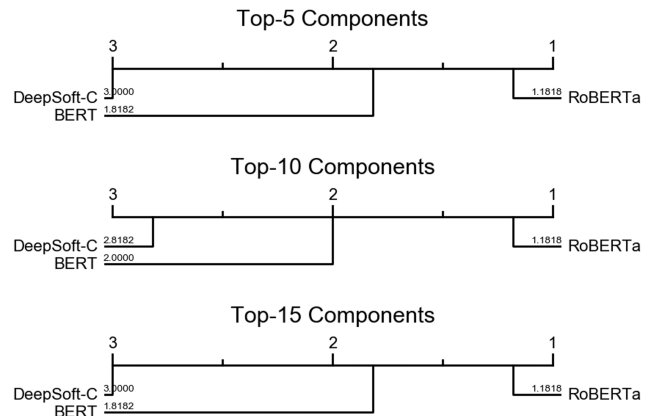 Top-5 Components
3 2 1
DeepSoft-C 3.0000 1.1818 RoBERTa
BERT 1.8182
Top-10 Components
3 2 1
DeepSoft-C 2.8182 1.1818 RoBERTa
BERT 2.0000
Top-15 Components
3 2 1
DeepSoft-C 3.0000 1.1818 RoBERTa
BERT 1.8182